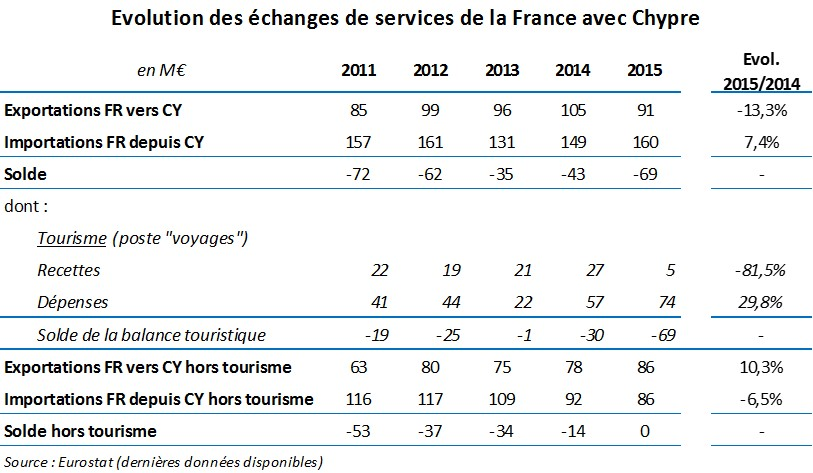 Evolution des échanges de services de la France avec Chypre
en M€ 2011 2012 2013 2014 2015 Evol. 2015/2014
Exportations FR vers CY 85 99 96 105 91 -13,3%
Importations FR depuis CY 157 161 131 149 160 7,4%
Solde -72 -62 -35 -43 -69 -
dont :
Tourisme (poste "voyages")
Recettes 22 19 21 27 5 -81,5%
Dépenses 41 44 22 57 74 29,8%
Solde de la balance touristique -19 -25 -1 -30 -69 -
Exportations FR vers CY hors tourisme 63 80 75 78 86 10,3%
Importations FR depuis CY hors tourisme 116 117 109 92 86 -6,5%
Solde hors tourisme -53 -37 -34 -14 0 -
Source : Eurostat (dernières données disponibles)